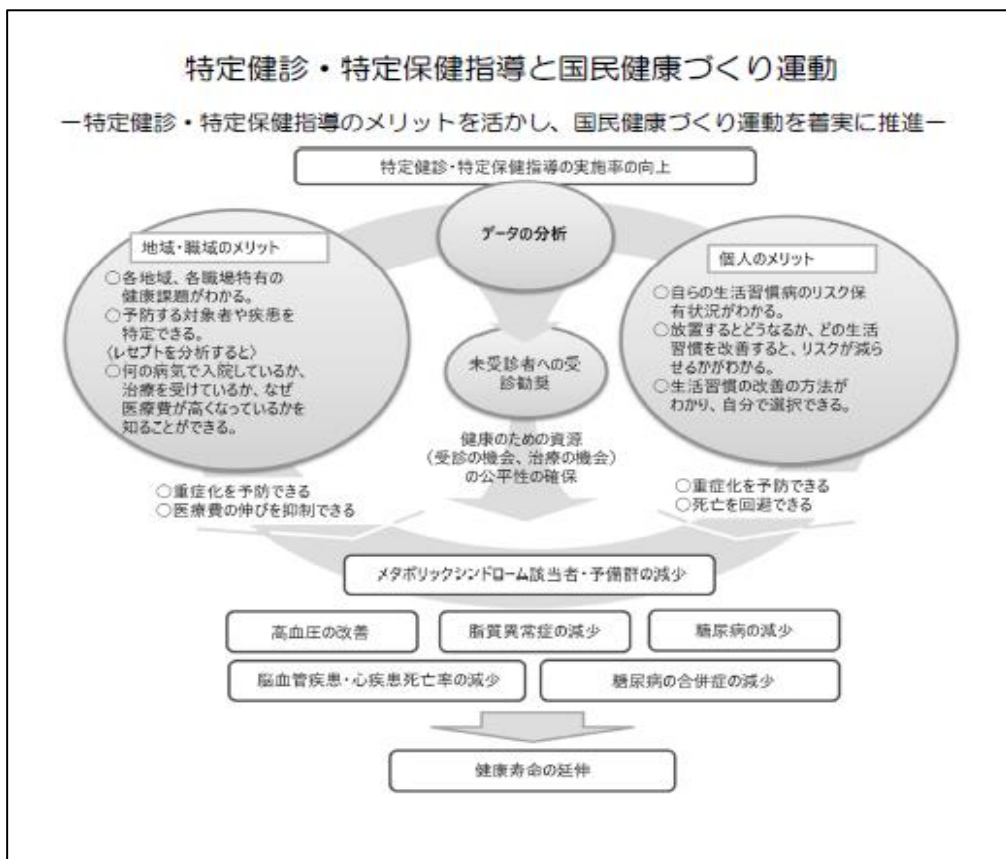 特定健診・特定保健指導と国民健康づくり運動
－特定健診・特定保健指導のメリットを活かし、国民健康づくり運動を着実に推進－
特定健診・特定保健指導の実施率の向上
データの分析
地域・職域のメリット
○各地域、各職場特有の
健康課題がわかる。
○予防する対象者や疾患を
特定できる。
〈レセプトを分析すると〉
○何の病気で入院しているか、
治療を受けているか、なぜ
医療費が高くなっているかを
知ることができる。
個人のメリット
○自らの生活習慣病のリスク保
有状況がわかる。
○放置するとどうなるか、どの生活
習慣を改善すると、リスクが減ら
せるかがわかる。
○生活習慣の改善の方法が
わかり、自分で選択できる。
未受診者への受
診勧奨
健康のための資源
（受診の機会、治療の機会）
の公平性の確保
○重症化を予防できる
○医療費の伸びを抑制できる
○重症化を予防できる
○死亡を回避できる
メタボリックシンドローム該当者・予備群の減少
高血圧の改善
脂質異常症の減少
糖尿病の減少
脳血管疾患・心疾患死亡率の減少
糖尿病の合併症の減少
健康寿命の延伸